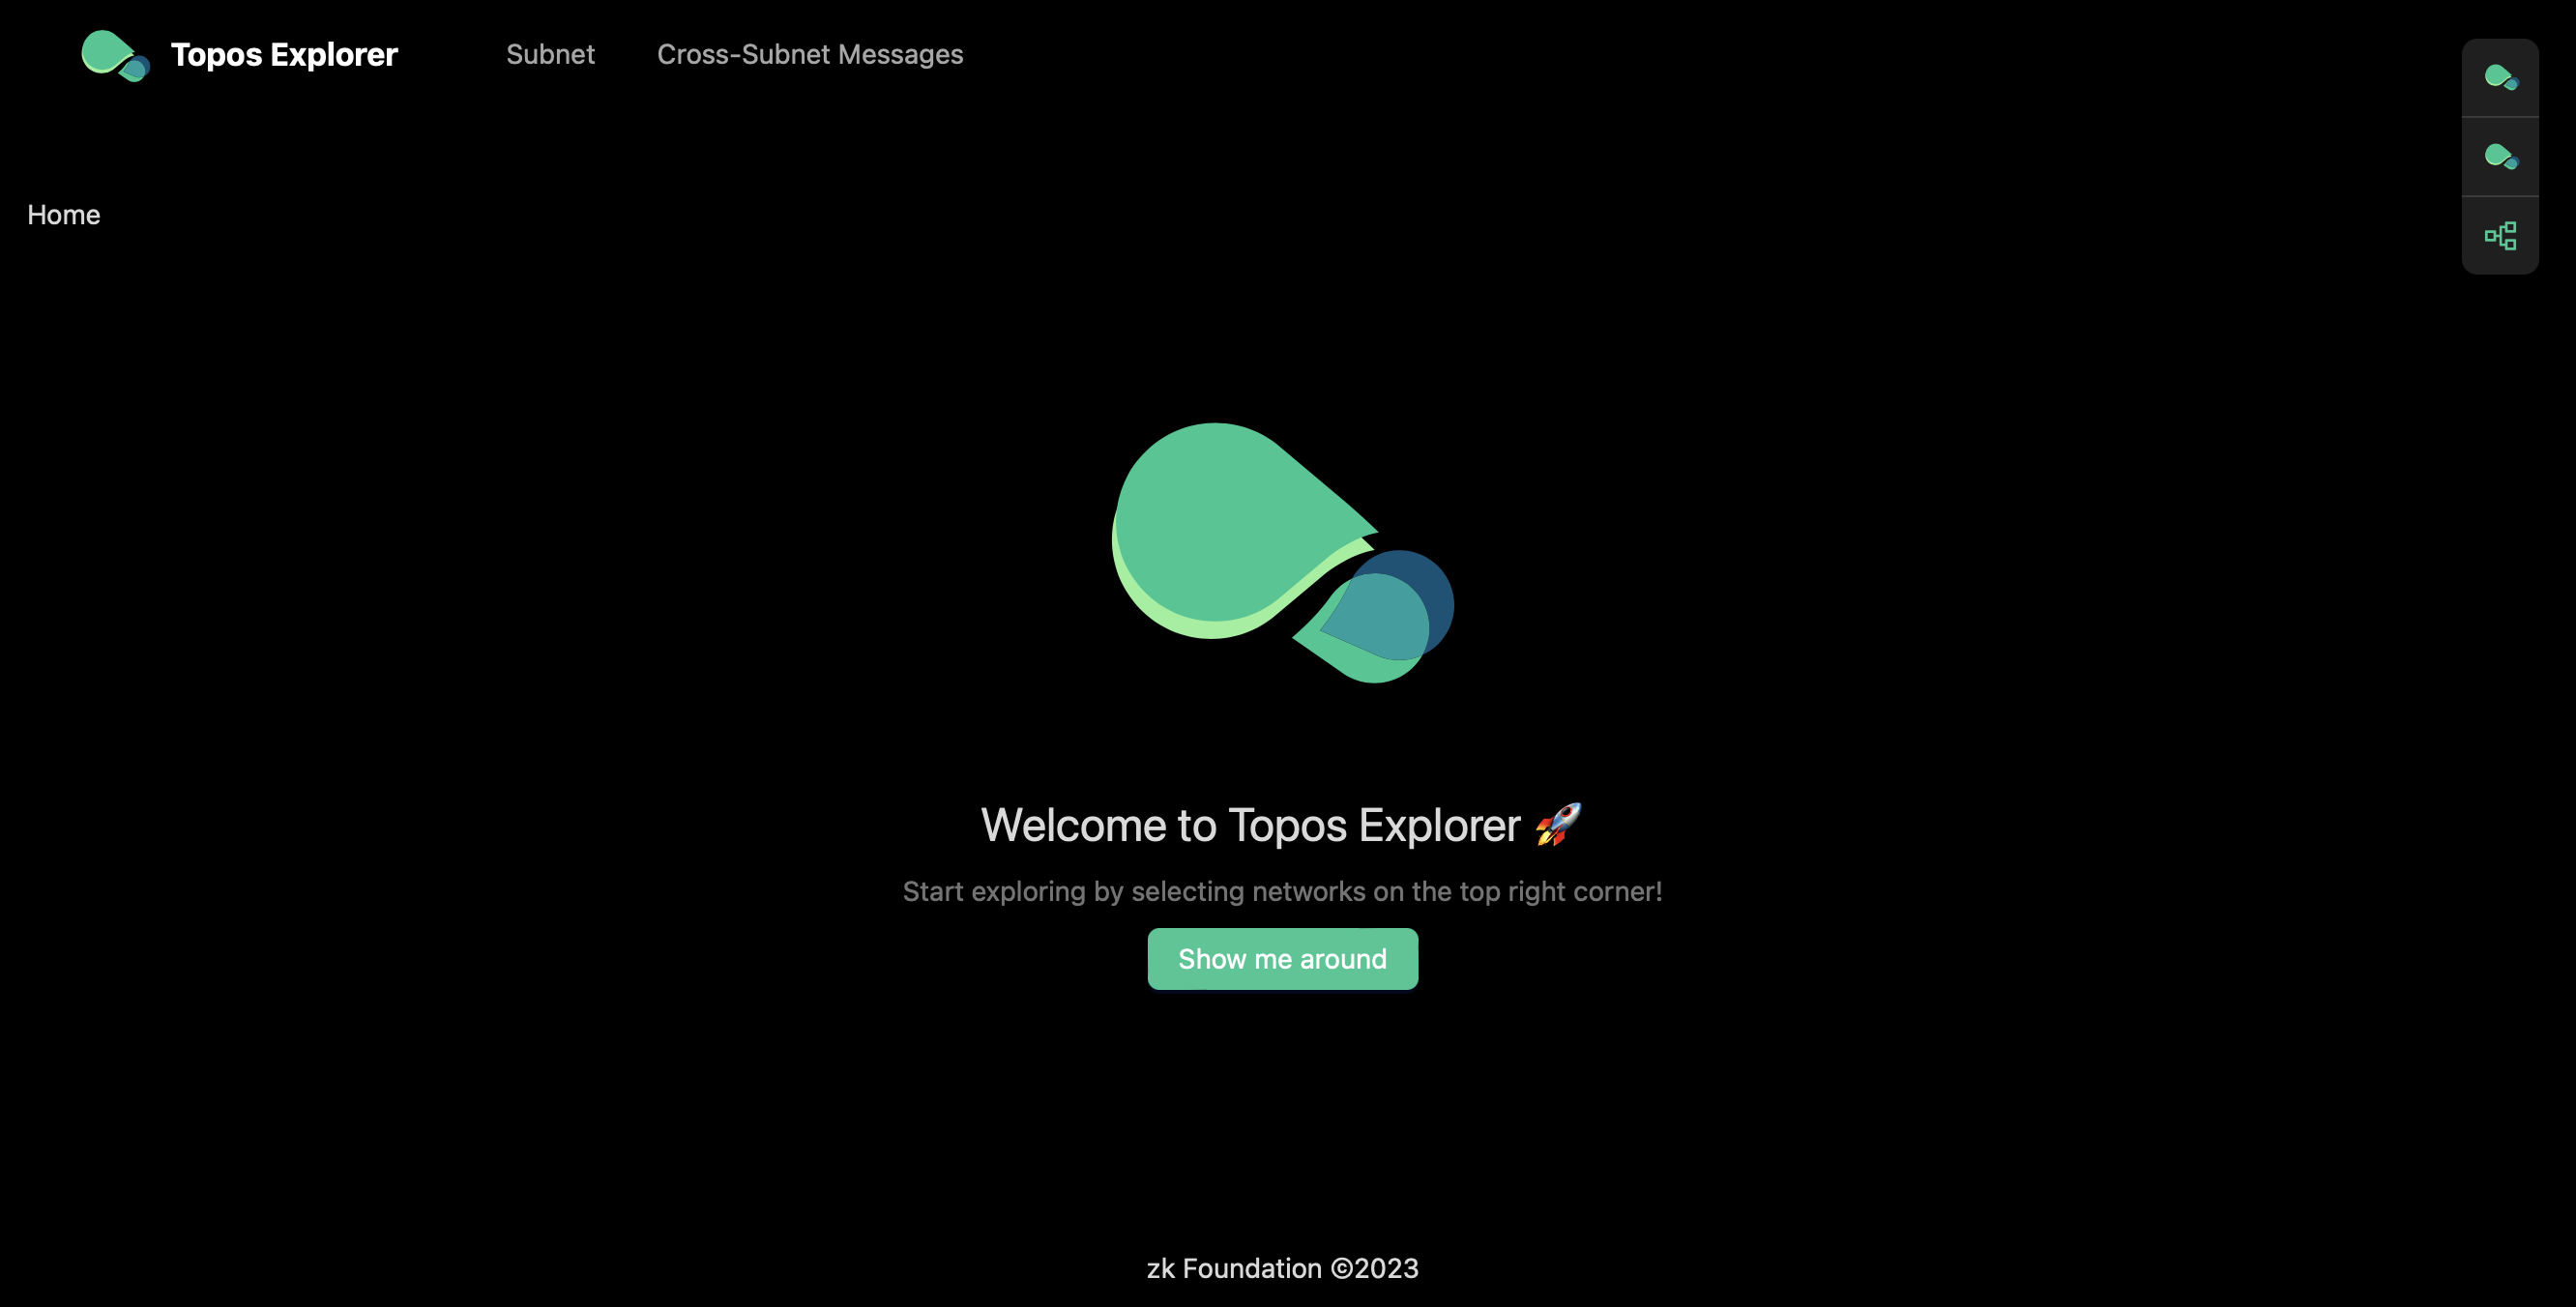 Topos Explorer
Subnet
Cross-Subnet Messages
Home
Welcome to Topos Explorer 🚀
Start exploring by selecting networks on the top right corner!
Show me around
zk Foundation ©2023